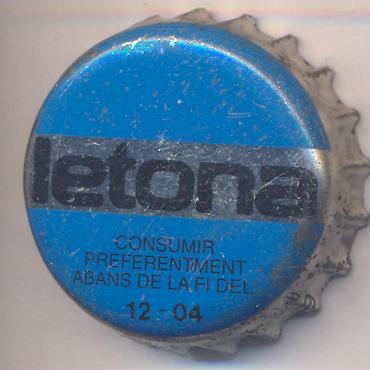 letona
CONSUMIR
PREFERENTMENT
ABANS DE LA FI DEL
12 - 04